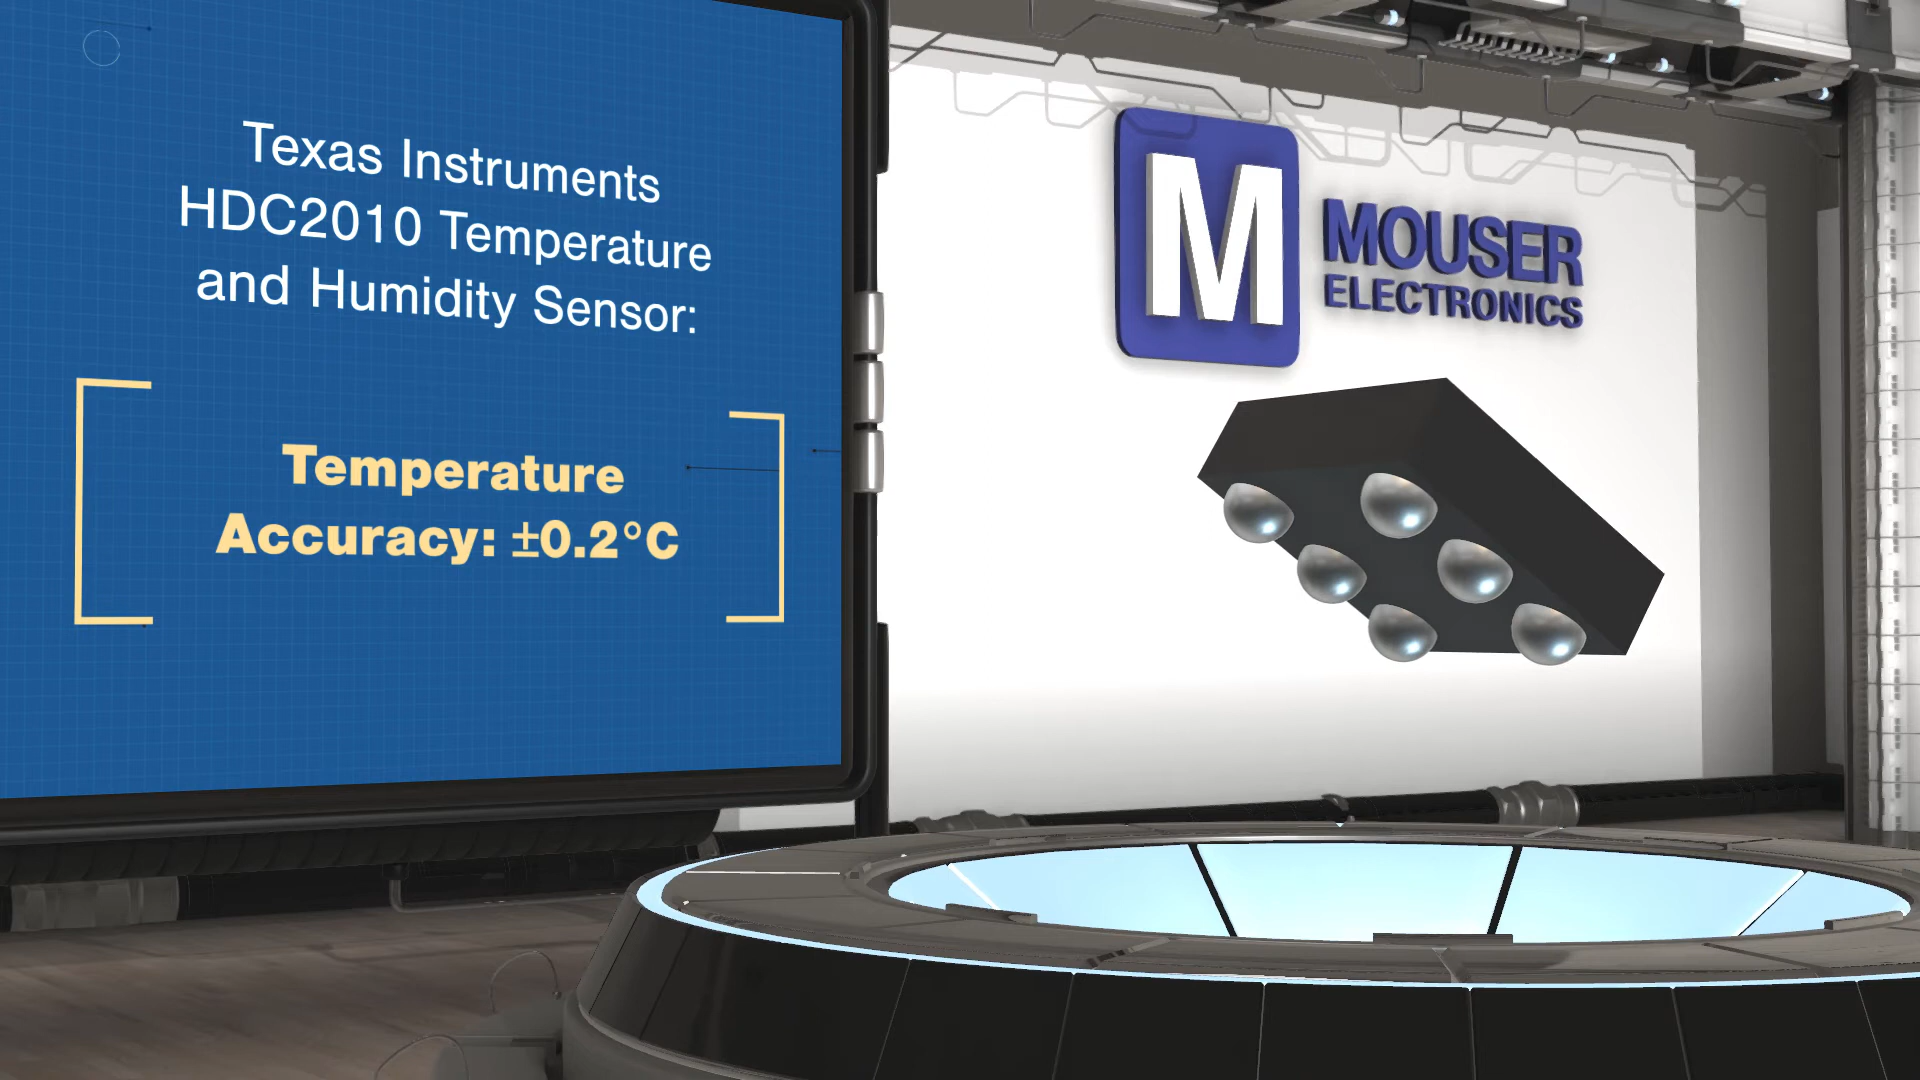 Texas Instruments
HDC2010 Temperature
and Humidity Sensor:
Temperature
Accuracy: ±0.2°C
M
MOUSER
ELECTRONICS